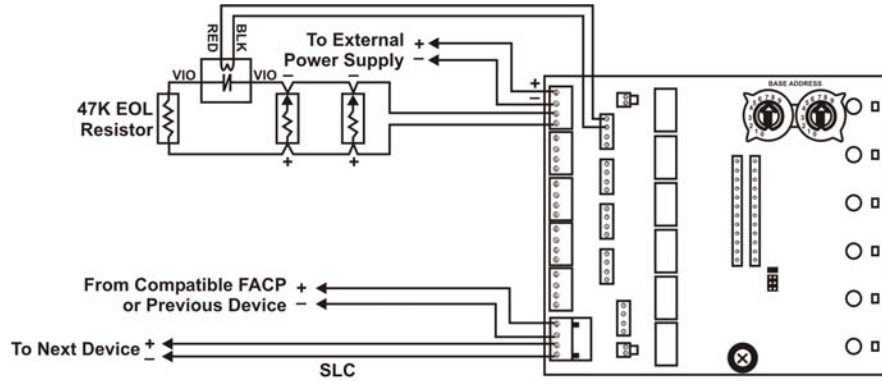 RED
BLK
To External +
Power Supply –
VIO
VIO
–
–
47K EOL
Resistor
+
+
+
–
BASE ADDRESS
From Compatible FACP +
or Previous Device –
To Next Device +
–
SLC